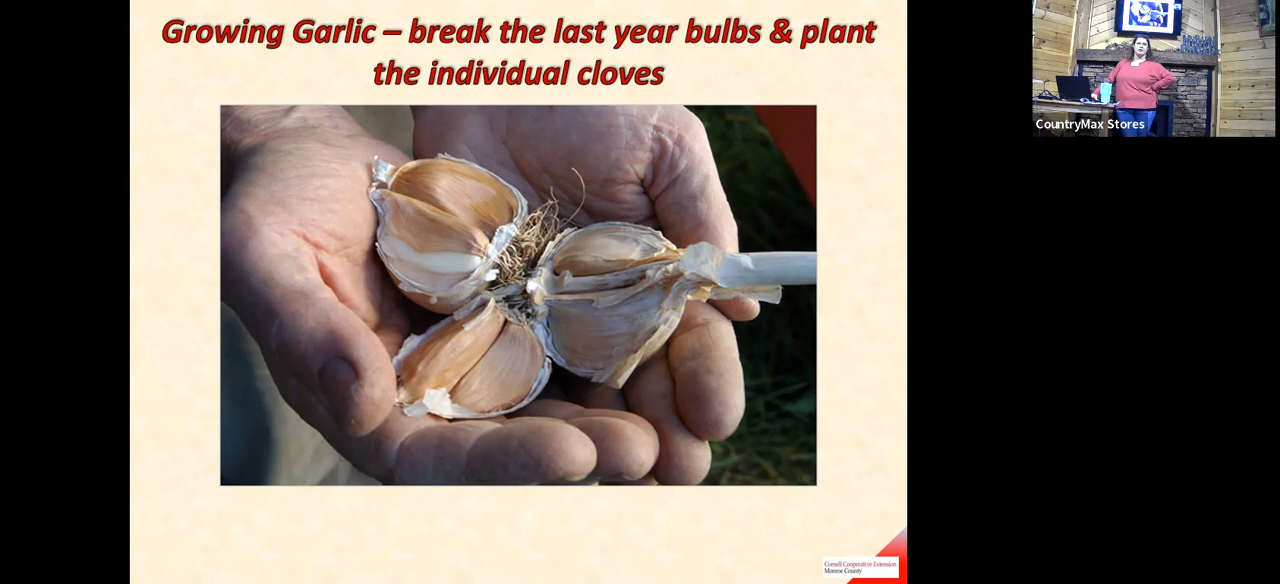 Growing Garlic – break the last year bulbs & plant
the individual cloves
CountryMax Stores
Cornell Cooperative Extension
Monroe County